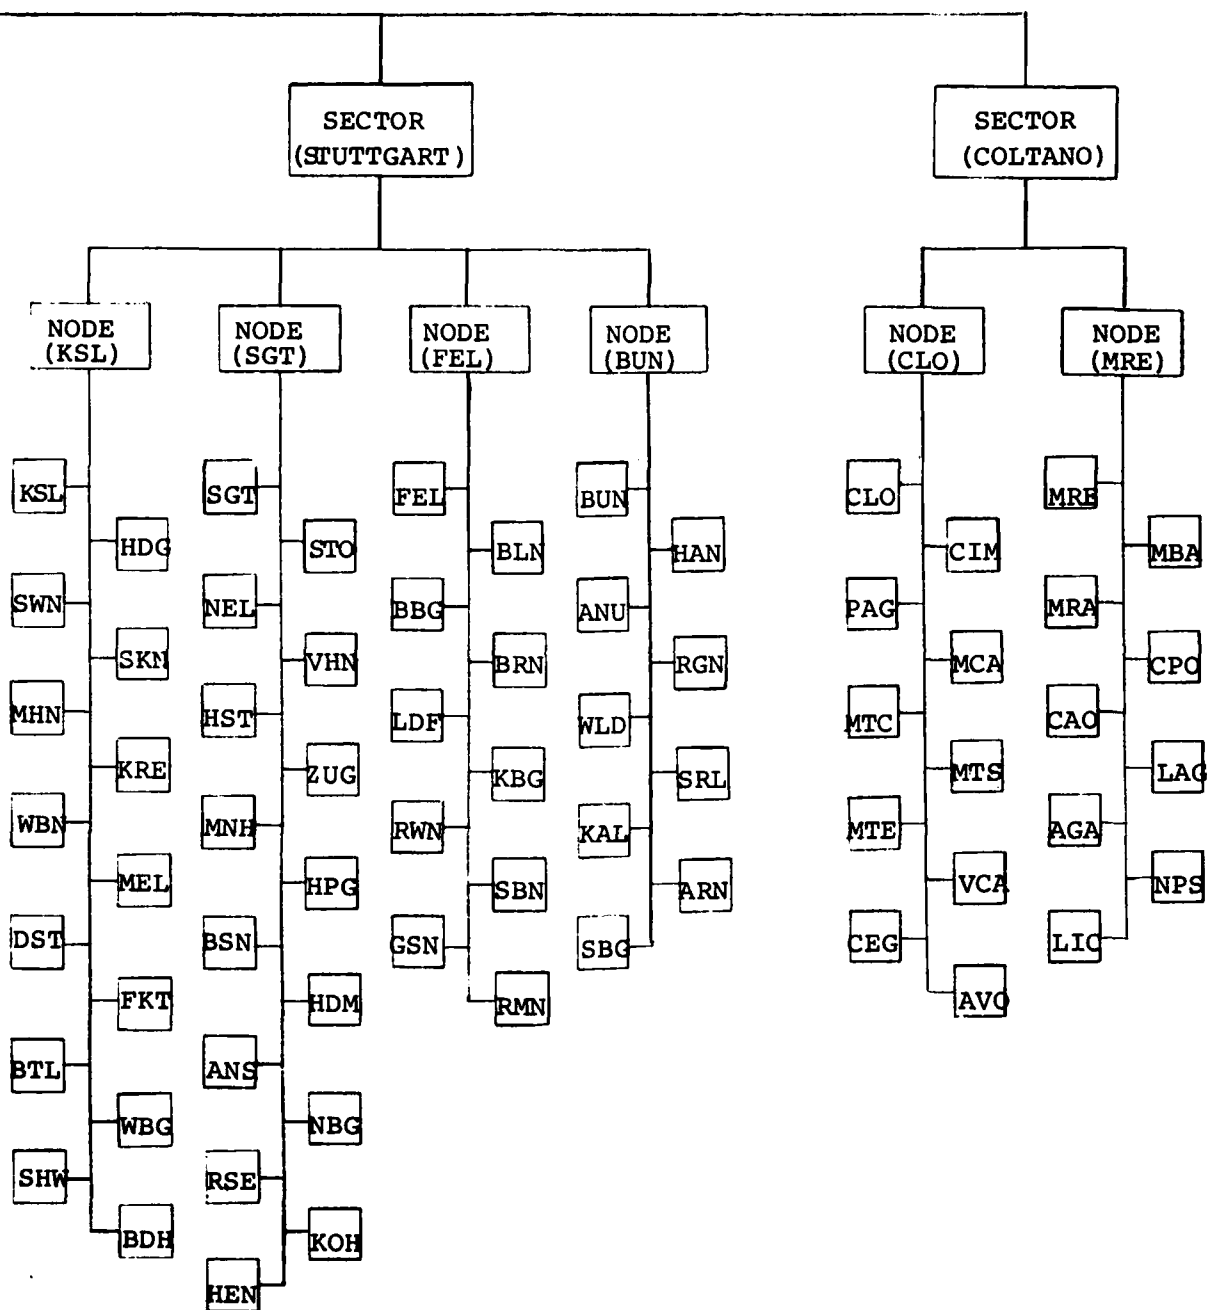 SECTOR
(STUTTGART)
SECTOR
(COLTANO)
NODE
(KSL)
NODE
(SGT)
NODE
(FEL)
NODE
(BUN)
NODE
(CLO)
NODE
(MRE)
KSL
HDG
SWN
SKN
MHN
KRE
WBN
MEL
DST
FKT
BTL
WBG
SHW
BDH
SGT
STO
NEL
VHN
HST
ZUG
MNH
HPG
BSN
HDM
ANS
NBG
RSE
KOH
HEN
FEL
BLN
BBG
BRN
LDF
KBG
RWN
SBN
GSN
RMN
BUN
HAN
ANU
RGN
WLD
SRL
KAL
ARN
SBG
CLO
CIM
PAG
MCA
MTC
MTS
MTE
VCA
CEG
AVO
MRE
MBA
MRA
CPO
CAO
LAG
AGA
NPS
LIC